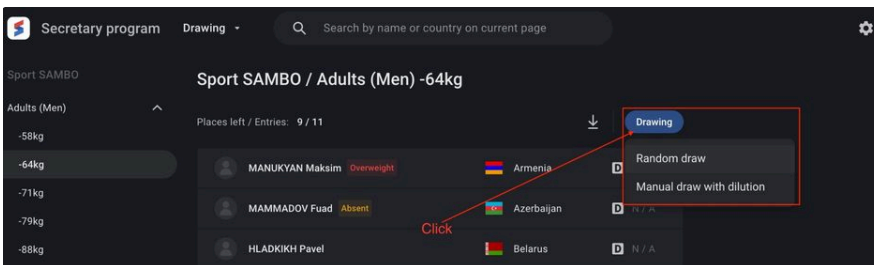 Secretary program Drawing Search by name or country on current page
Sport SAMBO
Sport SAMBO / Adults (Men) -64kg
Adults (Men)
Places left / Entries: 9 / 11 Drawing
-58kg
-64kg
MANUKYAN Maksim Overweight Armenia D Random draw
-71kg
Manual draw with dilution
MAMMADOV Fuad Absent Azerbaijan D N / A
-79kg
Click
-88kg
HLADKIKH Pavel Belarus D N / A